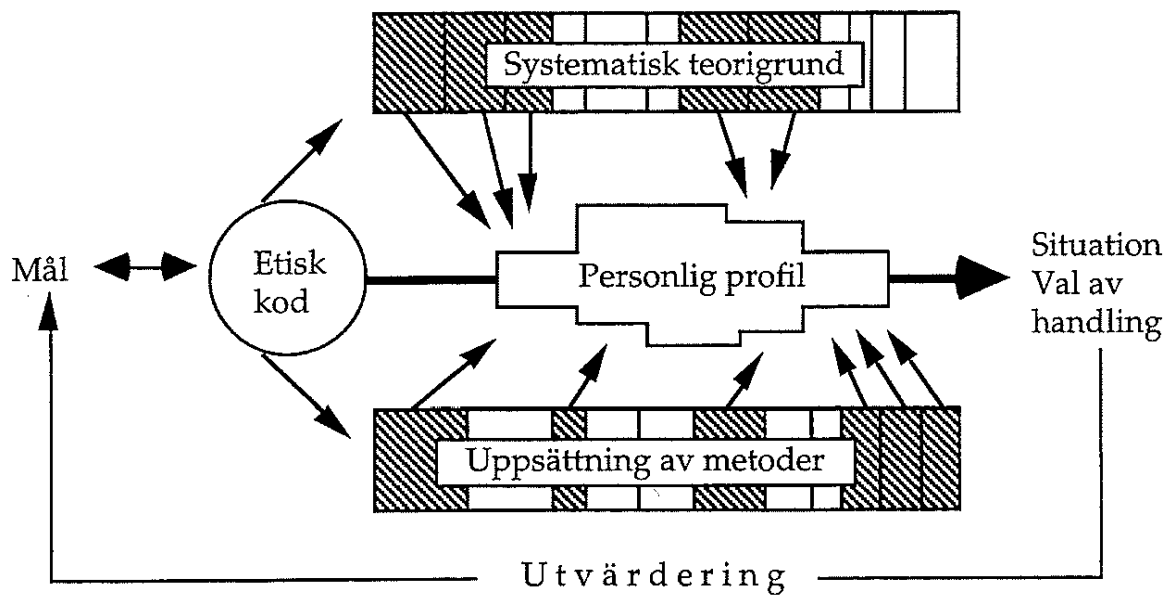 Systematisk teorigrund
Mål
Etisk
kod
Personlig profil
Situation
Val av
handling
Uppsättning av metoder
Utvärdering